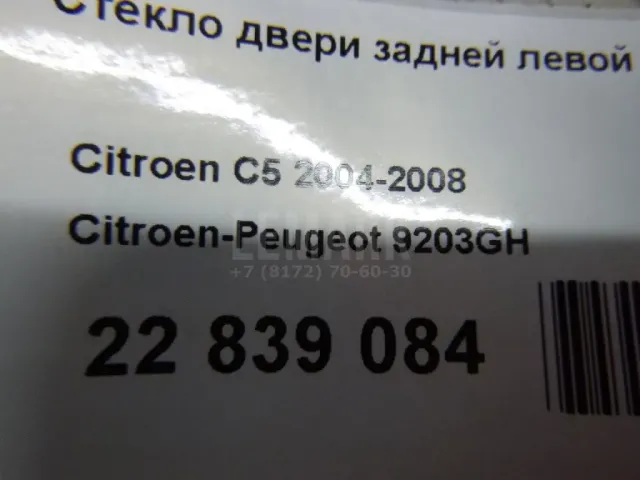 Стекло двери задней левой
Citroen C5 2004-2008
Citroen-Peugeot 9203GH
+7 (8172) 70-60-30
22 839 084